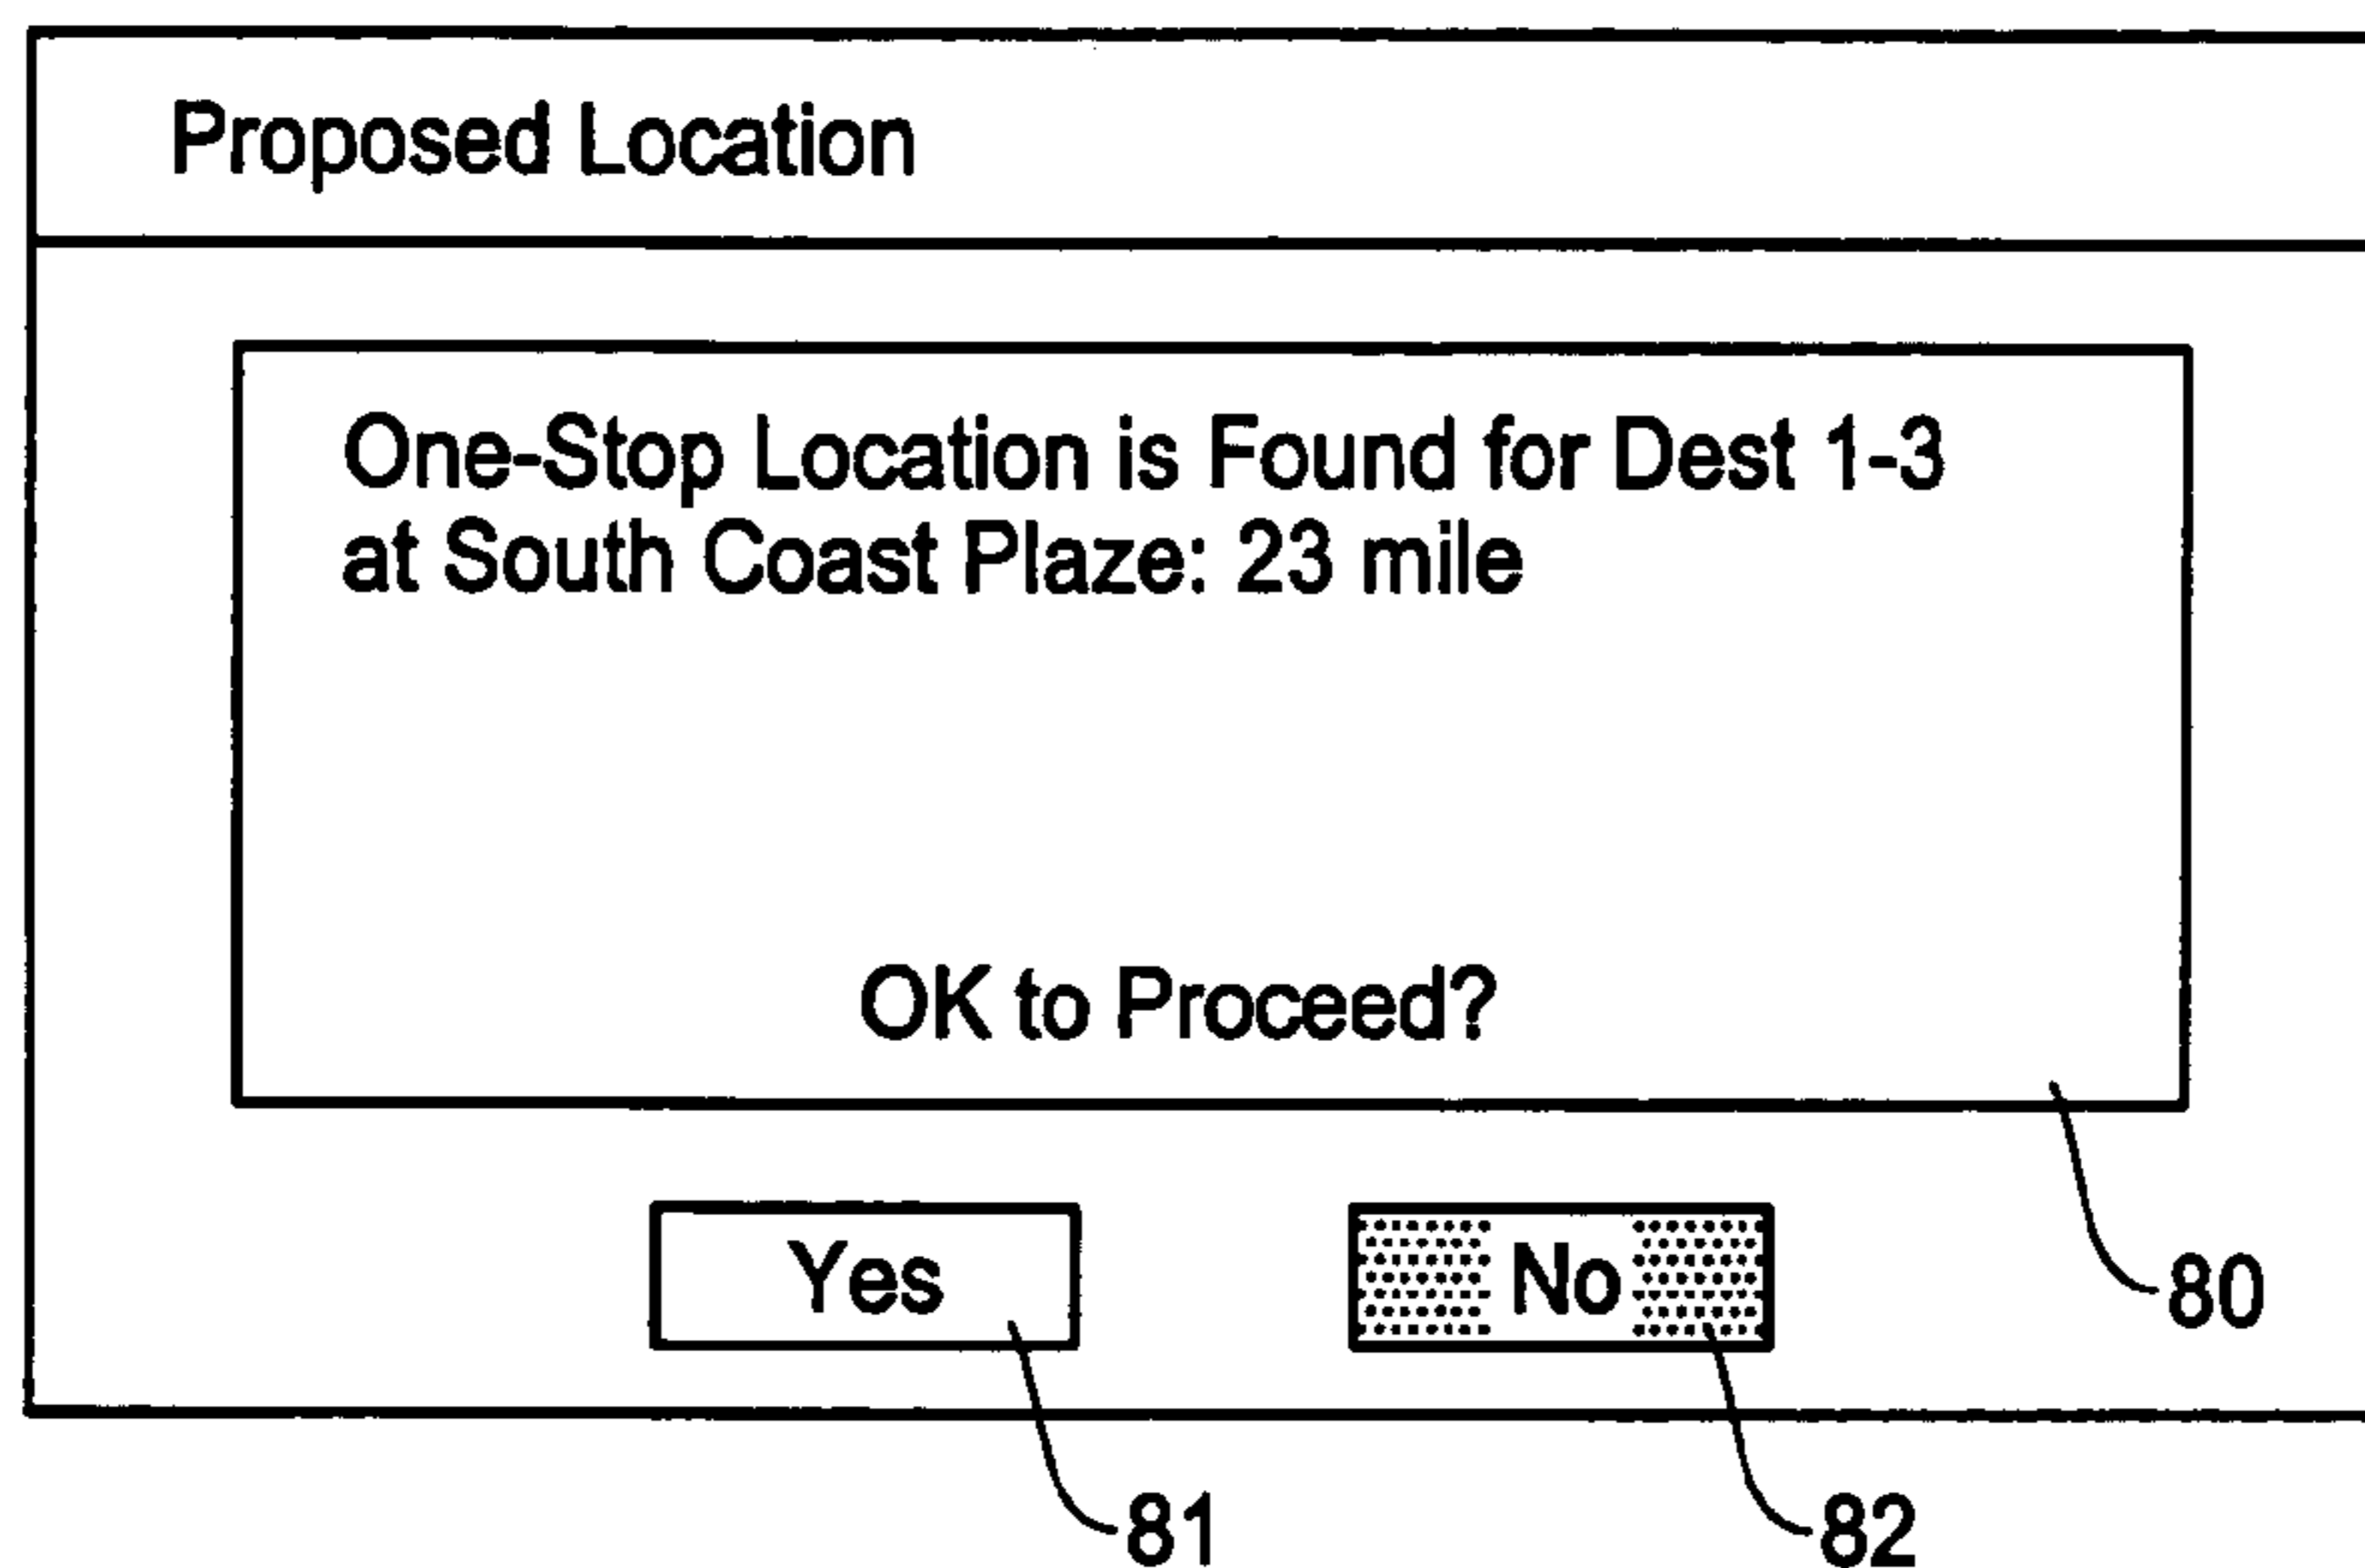 Proposed Location
One-Stop Location is Found for Dest 1-3
at South Coast Plaze: 23 mile
OK to Proceed?
Yes
No
80
81
82